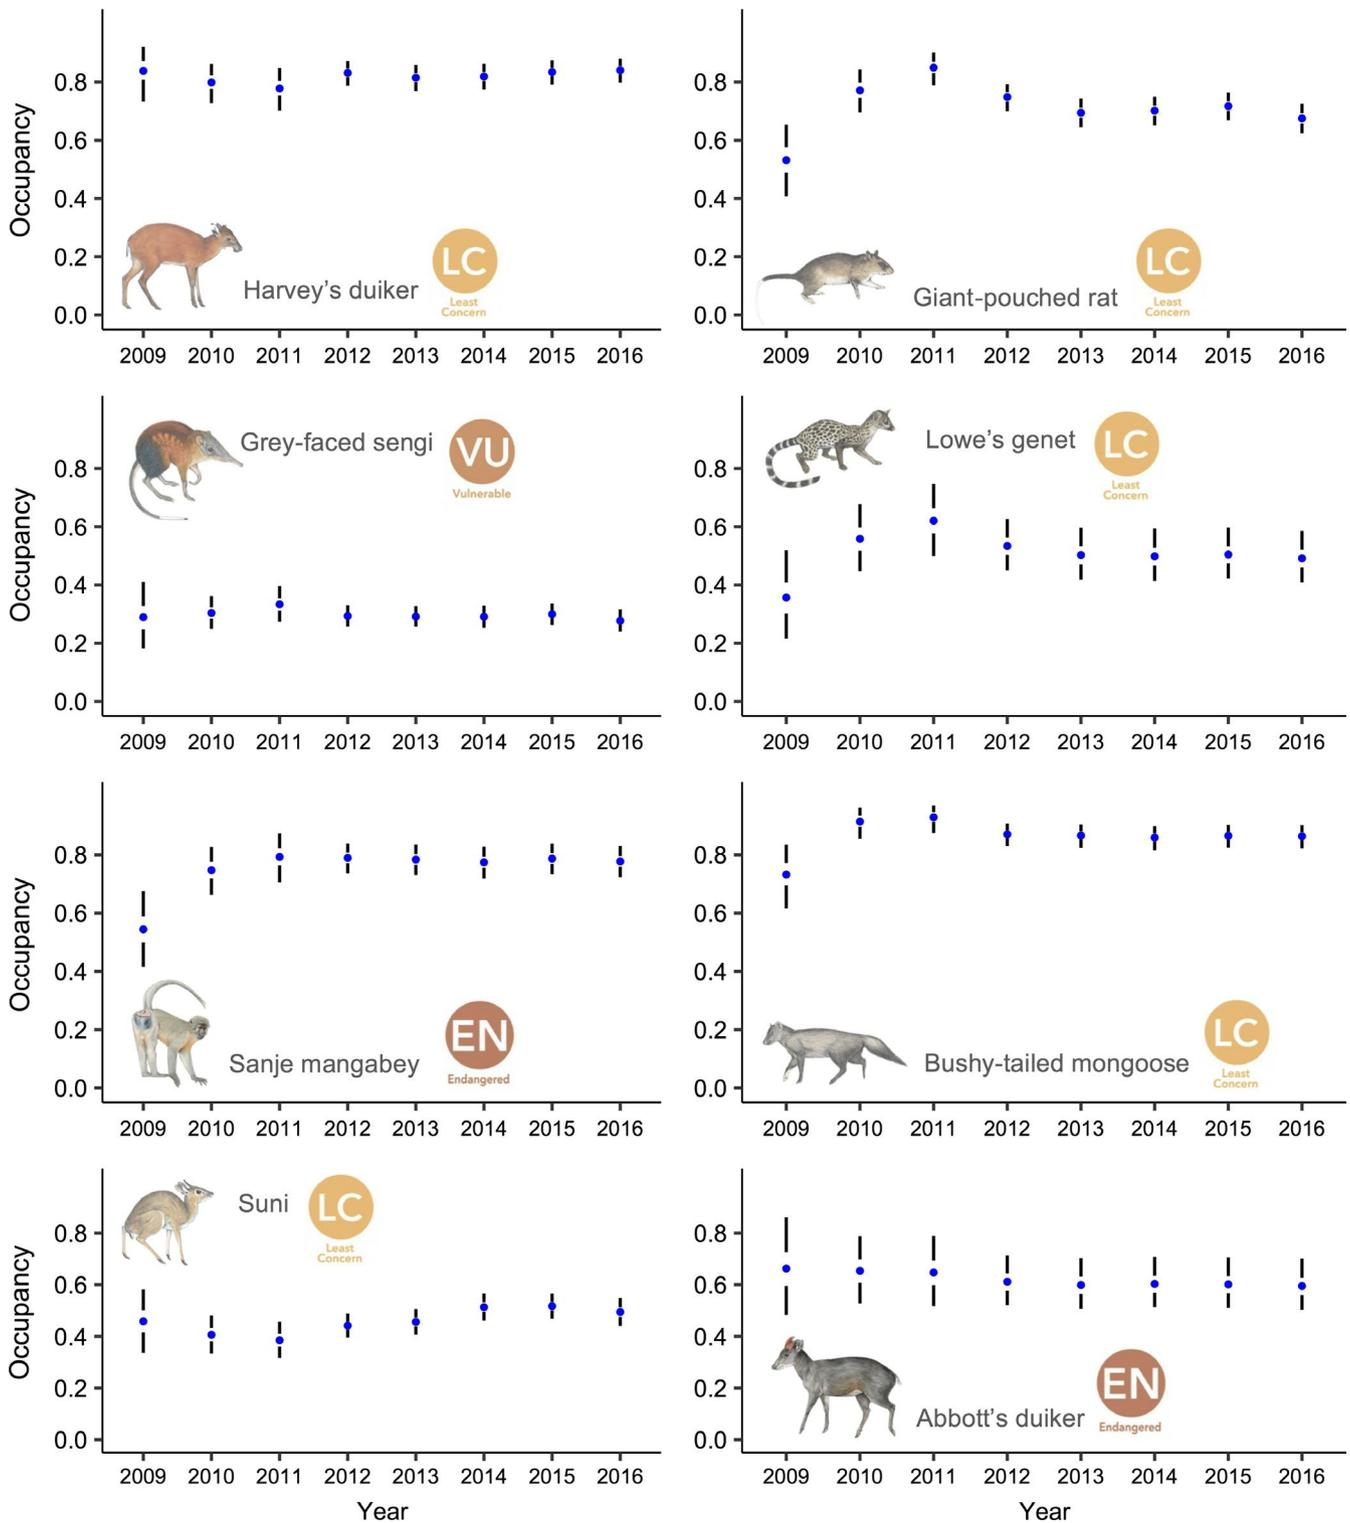 Occupancy
0.8
0.6
0.4
0.2
0.0
Harvey's duiker
LC
Least
Concern
2009 2010 2011 2012 2013 2014 2015 2016
0.8
0.6
0.4
0.2
0.0
Giant-pouched rat
LC
Least
Concern
2009 2010 2011 2012 2013 2014 2015 2016
Occupancy
0.8
0.6
0.4
0.2
0.0
Grey-faced sengi
VU
Vulnerable
2009 2010 2011 2012 2013 2014 2015 2016
0.8
0.6
0.4
0.2
0.0
Lowe's genet
LC
Least
Concern
2009 2010 2011 2012 2013 2014 2015 2016
Occupancy
0.8
0.6
0.4
0.2
0.0
Sanje mangabey
EN
Endangered
2009 2010 2011 2012 2013 2014 2015 2016
0.8
0.6
0.4
0.2
0.0
Bushy-tailed mongoose
LC
Least
Concern
2009 2010 2011 2012 2013 2014 2015 2016
Occupancy
0.8
0.6
0.4
0.2
0.0
Suni
LC
Least
Concern
2009 2010 2011 2012 2013 2014 2015 2016
Year
0.8
0.6
0.4
0.2
0.0
Abbott's duiker
EN
Endangered
2009 2010 2011 2012 2013 2014 2015 2016
Year